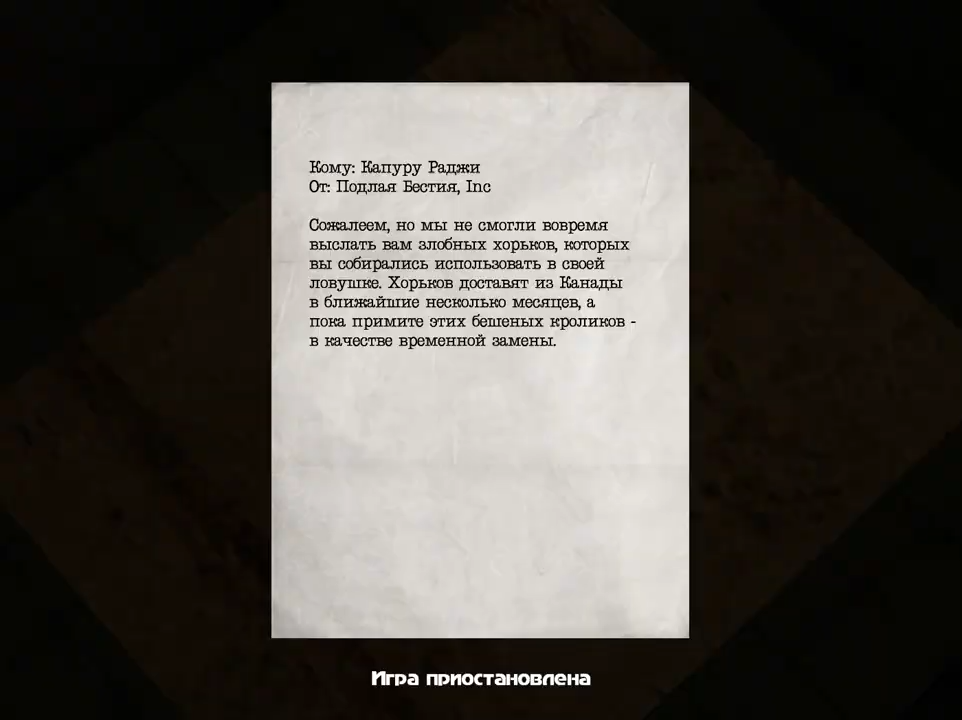 Кому: Капуру Раджи
От: Подлая Бестия, Inc
Сожалеем, но мы не смогли вовремя
выслать вам злобных хорьков, которых
вы собирались использовать в своей
ловушке. Хорьков доставят из Канады
в ближайшие несколько месяцев, а
пока примите этих бешеных кроликов -
в качестве временной замены.
Игра приостановлена